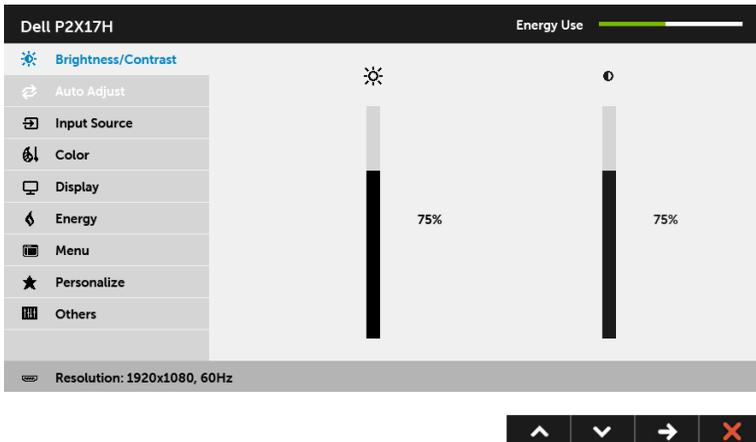 Dell P2X17H
Energy Use
Brightness/Contrast
Auto Adjust
Input Source
Color
Display
Energy
Menu
Personalize
Others
75%
75%
Resolution: 1920x1080, 60Hz